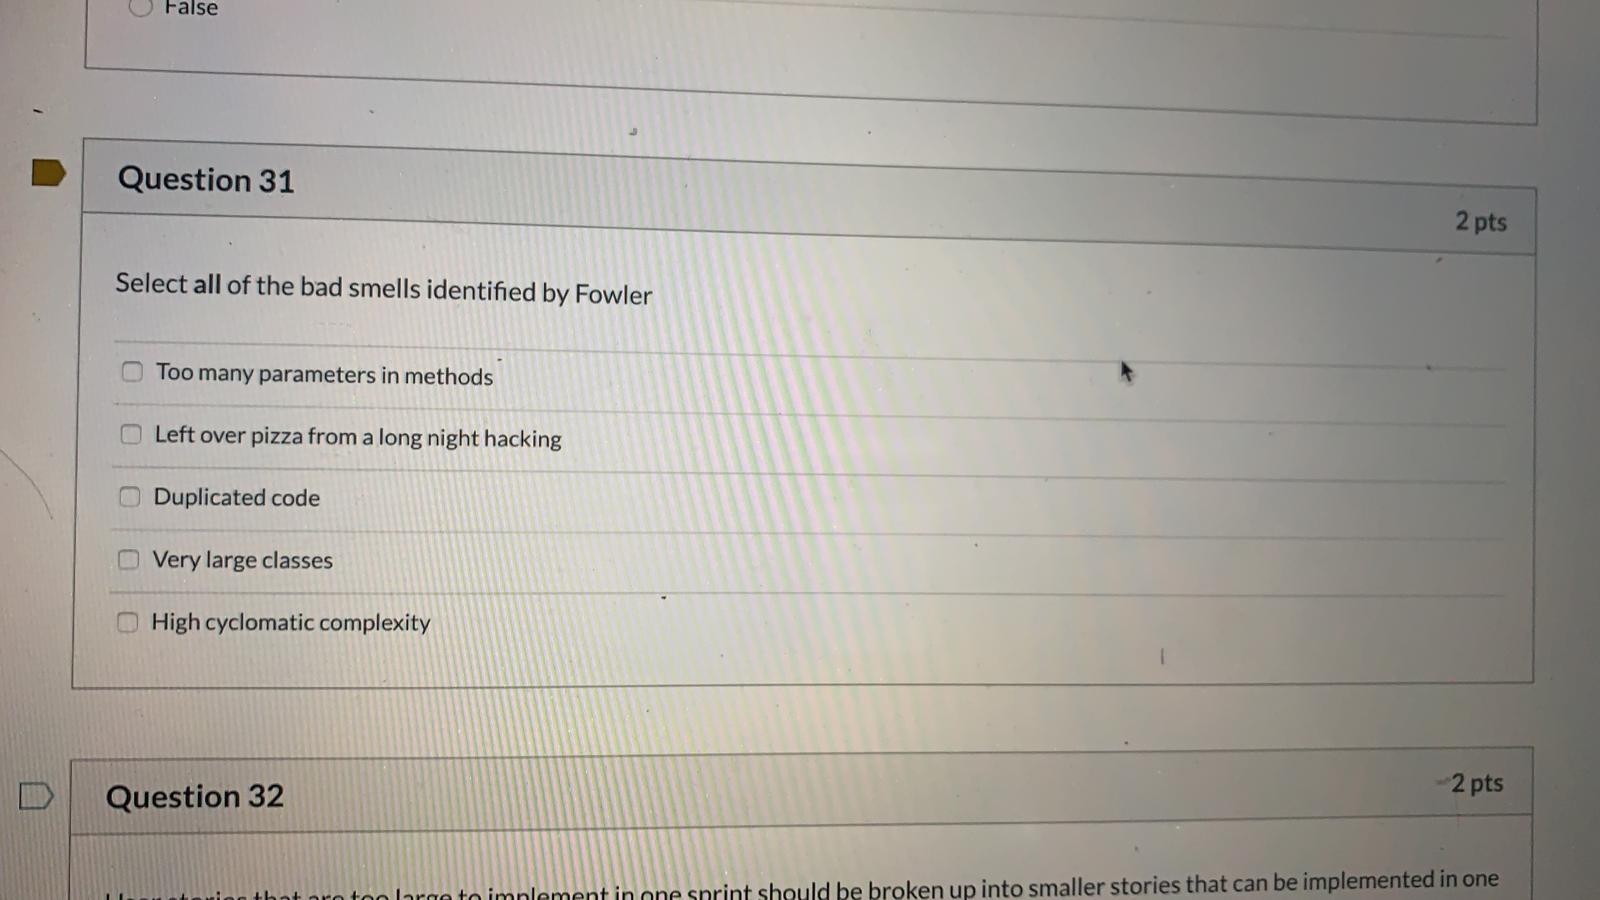 False
Question 31
2 pts
Select all of the bad smells identified by Fowler
Too many parameters in methods
Left over pizza from a long night hacking
Duplicated code
Very large classes
High cyclomatic complexity
Question 32
2 pts
User stories that are too large to implement in one sprint should be broken up into smaller stories that can be implemented in one